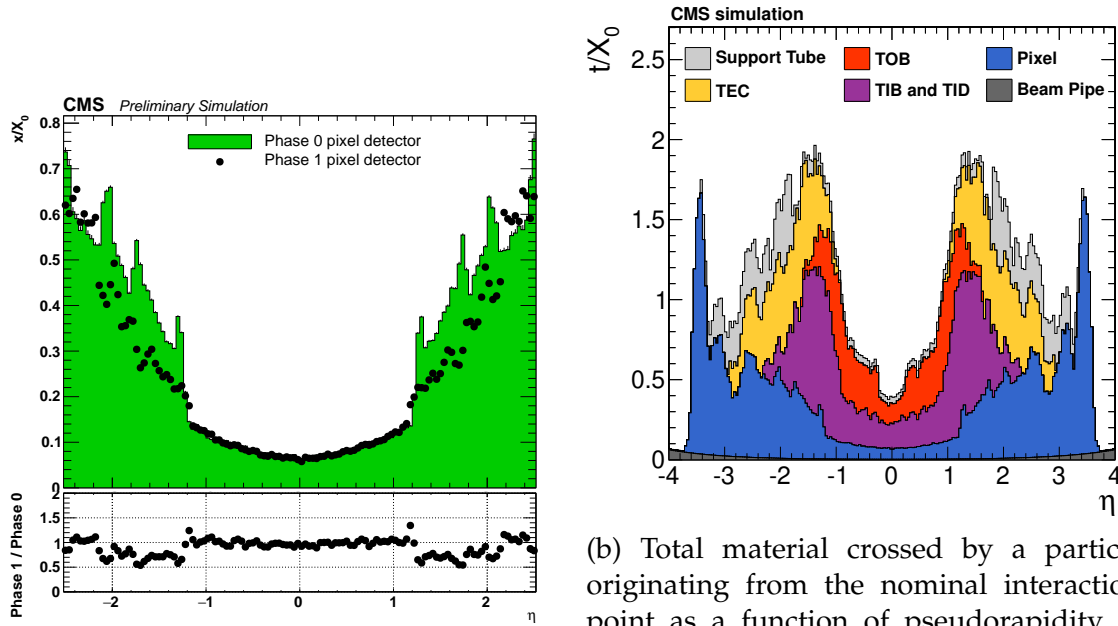 CMS Preliminary Simulation
x/X0
0.8
0.7
0.6
0.5
0.4
0.3
0.2
0.1
0
Phase 0 pixel detector
Phase 1 pixel detector
Phase 1 / Phase 0
2
1.5
1
0.5
0
−2 −1 0 1 2
η
CMS simulation
t/X0
2.5
2
1.5
1
0.5
0
Support Tube TOB Pixel
TEC TIB and TID Beam Pipe
-4 -3 -2 -1 0 1 2 3 4
η
(b) Total material crossed by a partic
originating from the nominal interactio
point as a function of pseudorapidity